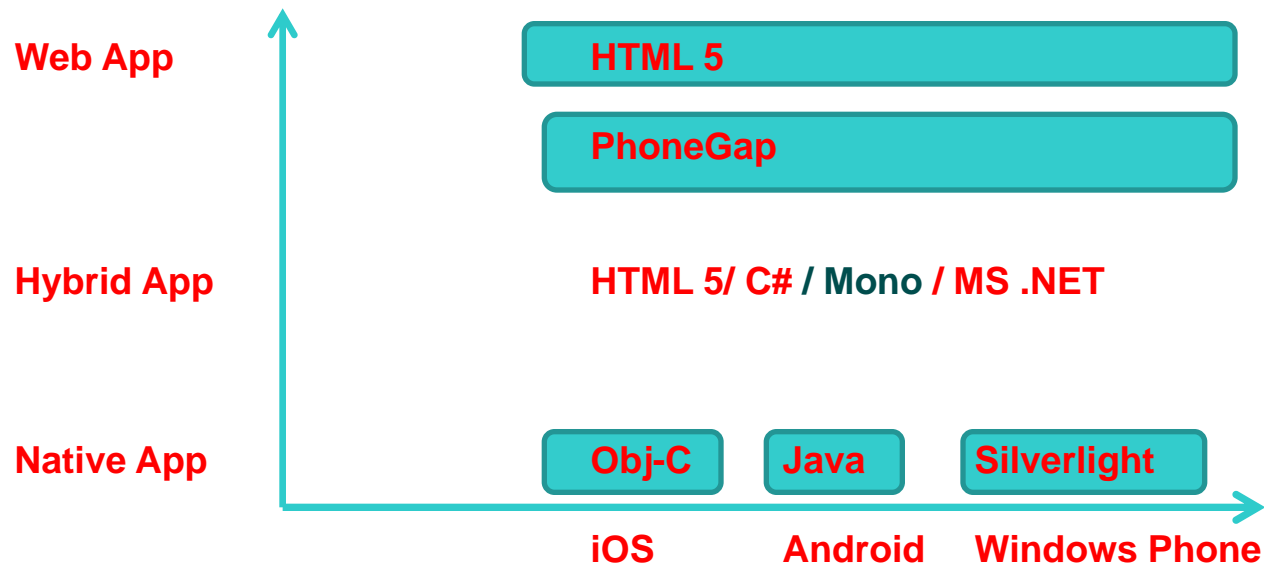 Web App HTML 5
PhoneGap
Hybrid App HTML 5/ C# / Mono / MS .NET
Native App Obj-C Java Silverlight
iOS Android Windows Phone